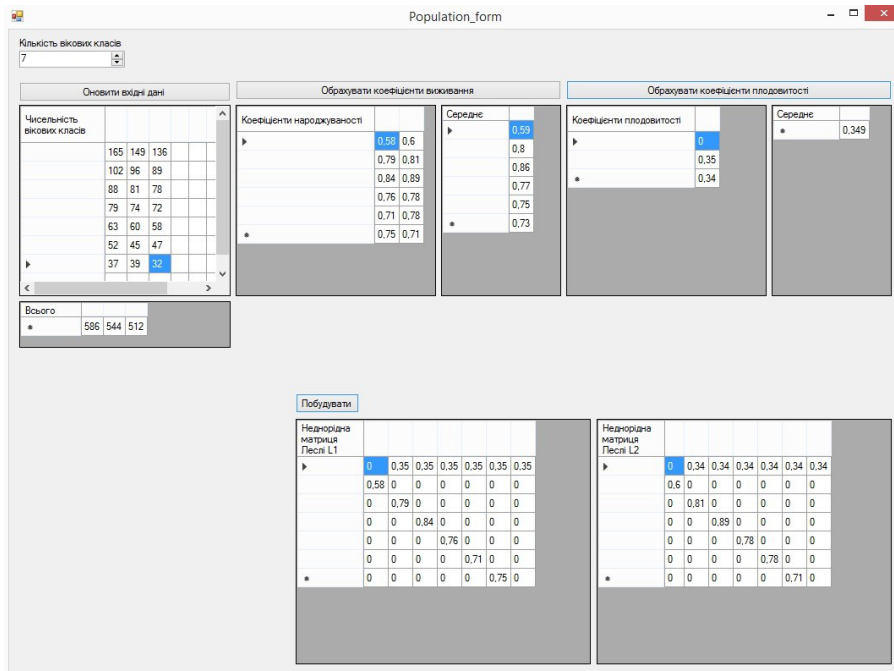 Population_form
Кількість вікових класів
7
Оновити вхідні дані
Обрахувати коефіцієнти виживання
Обрахувати коефіцієнти плодовитості
Чисельність
вікових класів
165 149 136
102 96 89
88 81 78
79 74 72
63 60 58
52 45 47
37 39 32
Коефіцієнти народжуваності
0,58 0,6
0,79 0,81
0,84 0,89
0,76 0,78
0,71 0,78
0,75 0,71
Середнє
0,59
0,8
0,86
0,77
0,75
0,73
Коефіцієнти плодовитості
0
0,35
0,34
Середнє
0,349
Всього
586 544 512
Побудувати
Неднорідна
матриця
Леслі L1
0 0,35 0,35 0,35 0,35 0,35 0,35
0,58 0 0 0 0 0 0
0 0,79 0 0 0 0 0
0 0 0,84 0 0 0 0
0 0 0 0,76 0 0 0
0 0 0 0 0,71 0 0
0 0 0 0 0 0,75 0
Неднорідна
матриця
Леслі L2
0 0,34 0,34 0,34 0,34 0,34 0,34
0,6 0 0 0 0 0 0
0 0,81 0 0 0 0 0
0 0 0,89 0 0 0 0
0 0 0 0,78 0 0 0
0 0 0 0 0,78 0 0
0 0 0 0 0 0,71 0